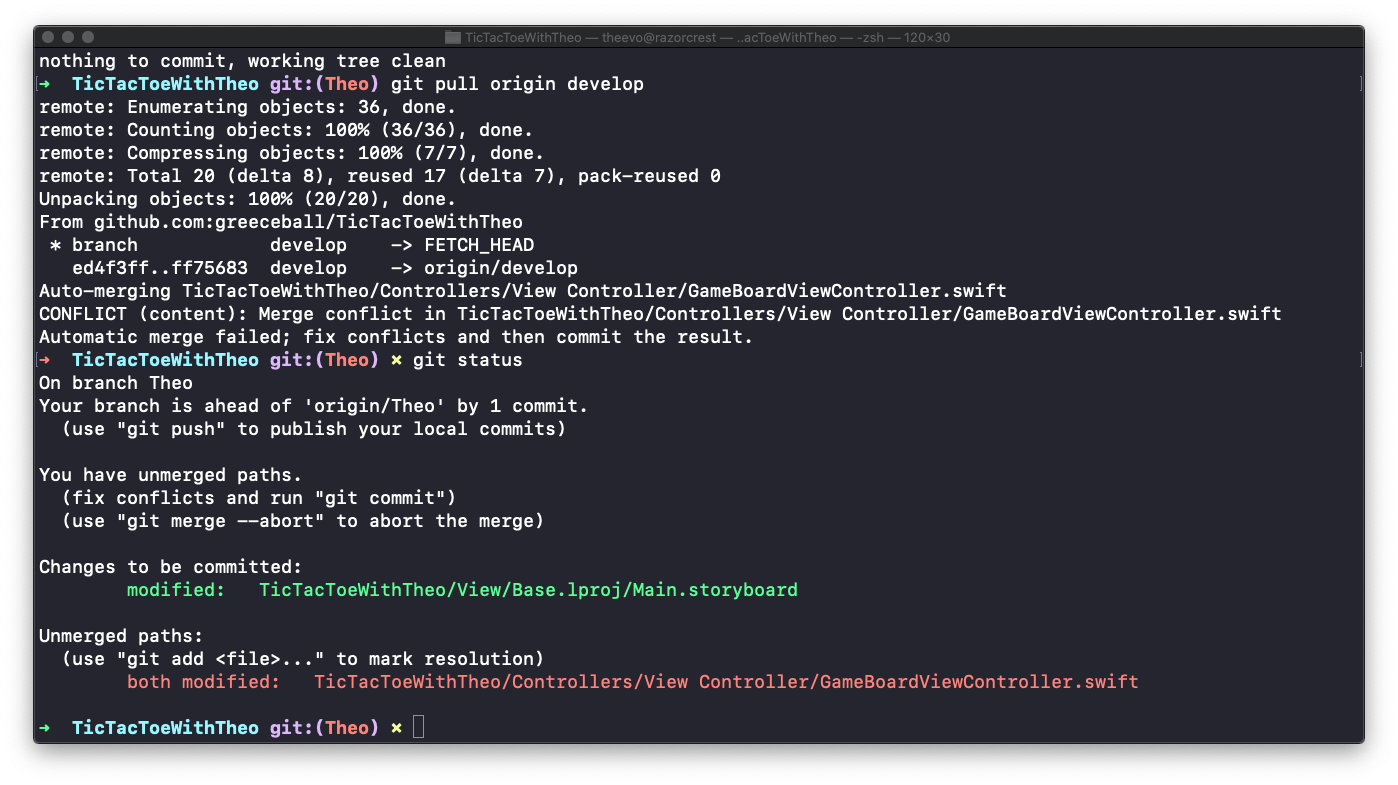 TicTacToeWithTheo — theevo@razorcrest — ..acToeWithTheo — -zsh — 120×30
nothing to commit, working tree clean
[➜  TicTacToeWithTheo git:(Theo) git pull origin develop ]
remote: Enumerating objects: 36, done.
remote: Counting objects: 100% (36/36), done.
remote: Compressing objects: 100% (7/7), done.
remote: Total 20 (delta 8), reused 17 (delta 7), pack-reused 0
Unpacking objects: 100% (20/20), done.
From github.com:greeceball/TicTacToeWithTheo
 * branch            develop    -> FETCH_HEAD
   ed4f3ff..ff75683  develop    -> origin/develop
Auto-merging TicTacToeWithTheo/Controllers/View Controller/GameBoardViewController.swift
CONFLICT (content): Merge conflict in TicTacToeWithTheo/Controllers/View Controller/GameBoardViewController.swift
Automatic merge failed; fix conflicts and then commit the result.
[➜  TicTacToeWithTheo git:(Theo) ✖ git status ]
On branch Theo
Your branch is ahead of 'origin/Theo' by 1 commit.
  (use "git push" to publish your local commits)
You have unmerged paths.
  (fix conflicts and run "git commit")
  (use "git merge --abort" to abort the merge)
Changes to be committed:
        modified:   TicTacToeWithTheo/View/Base.lproj/Main.storyboard
Unmerged paths:
  (use "git add <file>..." to mark resolution)
        both modified:   TicTacToeWithTheo/Controllers/View Controller/GameBoardViewController.swift
➜  TicTacToeWithTheo git:(Theo) ✖